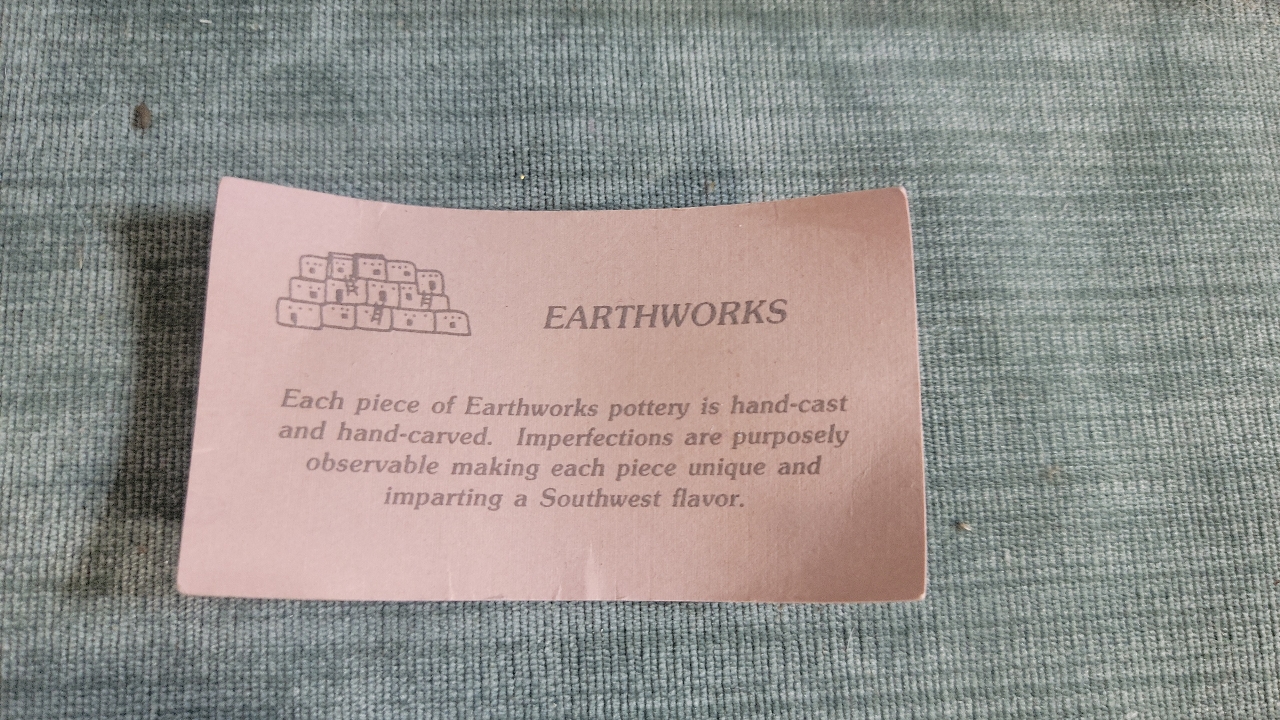 EARTHWORKS
Each piece of Earthworks pottery is hand-cast
and hand-carved. Imperfections are purposely
observable making each piece unique and
imparting a Southwest flavor.